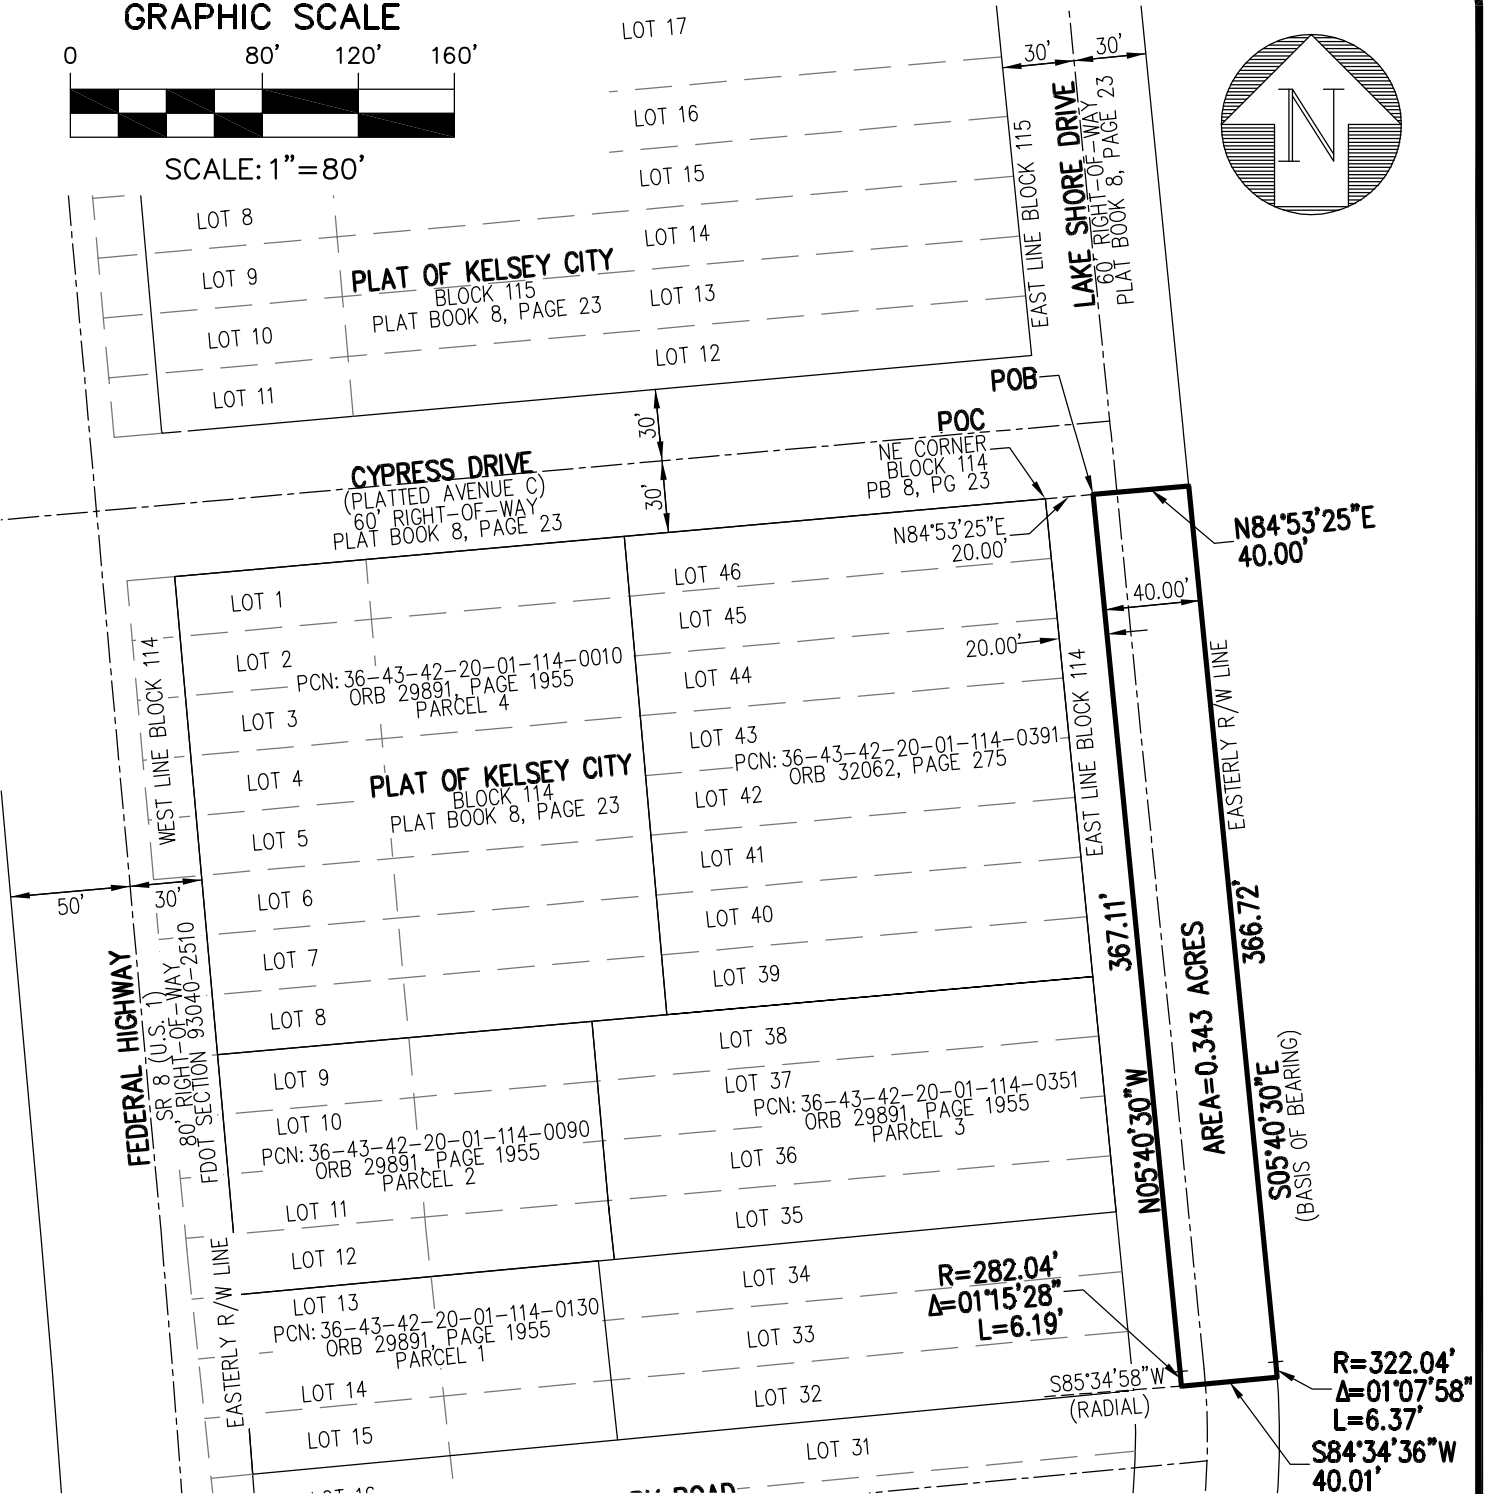 GRAPHIC SCALE
0 80' 120' 160'
SCALE: 1"=80'
LOT 17
LOT 16
LOT 15
LOT 14
LOT 13
LOT 12
LOT 8
LOT 9
LOT 10
LOT 11
PLAT OF KELSEY CITY
BLOCK 115
PLAT BOOK 8, PAGE 23
30'
30'
EAST LINE BLOCK 115
LAKE SHORE DRIVE
60' RIGHT-OF-WAY
PLAT BOOK 8, PAGE 23
N
POB
POC
NE CORNER
BLOCK 114
PB 8, PG 23
30'
30'
CYPRESS DRIVE
(PLATTED AVENUE C)
60' RIGHT-OF-WAY
PLAT BOOK 8, PAGE 23
N84°53'25"E
20.00'
N84°53'25"E
40.00'
40.00'
20.00'
LOT 1
LOT 2
PCN: 36-43-42-20-01-114-0010
ORB 29891, PAGE 1955
PARCEL 4
LOT 3
LOT 4
LOT 5
LOT 6
LOT 7
LOT 8
PLAT OF KELSEY CITY
BLOCK 114
PLAT BOOK 8, PAGE 23
LOT 46
LOT 45
LOT 44
LOT 43
PCN: 36-43-42-20-01-114-0391
ORB 32062, PAGE 275
LOT 42
LOT 41
LOT 40
LOT 39
WEST LINE BLOCK 114
EAST LINE BLOCK 114
EASTERLY R/W LINE
50'
30'
FEDERAL HIGHWAY
SR 8 (U.S. 1)
80' RIGHT-OF-WAY
FDOT SECTION 93040-2510
EASTERLY R/W LINE
LOT 9
LOT 10
PCN: 36-43-42-20-01-114-0090
ORB 29891, PAGE 1955
PARCEL 2
LOT 11
LOT 12
LOT 38
LOT 37
PCN: 36-43-42-20-01-114-0351
ORB 29891, PAGE 1955
PARCEL 3
LOT 36
LOT 35
LOT 13
PCN: 36-43-42-20-01-114-0130
ORB 29891, PAGE 1955
PARCEL 1
LOT 14
LOT 15
LOT 34
LOT 33
LOT 32
LOT 31
367.11'
N05°40'30"W
AREA=0.343 ACRES
366.72'
S05°40'30"E
(BASIS OF BEARING)
R=282.04'
Δ=01°15'28"
L=6.19'
S85°34'58"W
(RADIAL)
R=322.04'
Δ=01°07'58"
L=6.37'
S84°34'36"W
40.01'
LOT 16
ROAD